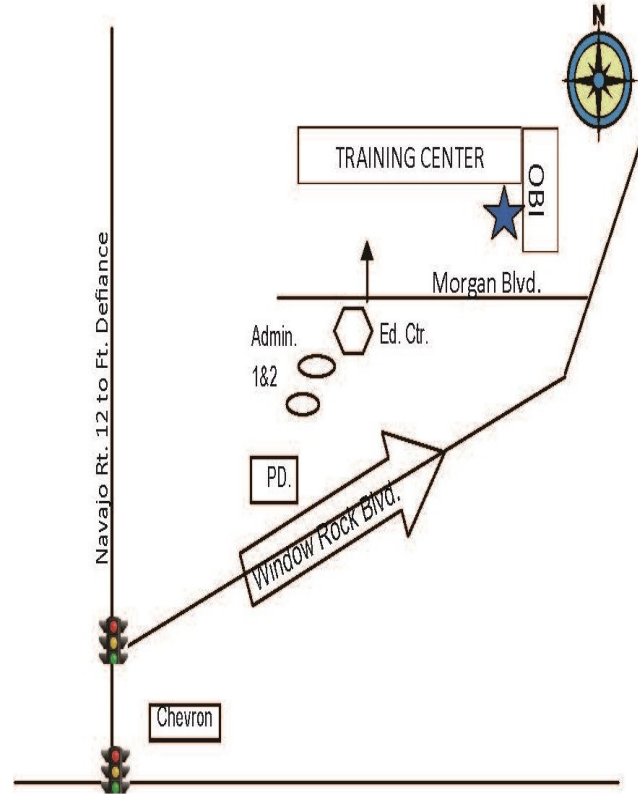 N
TRAINING CENTER
OBI
Morgan Blvd.
Admin.
1&2
Ed. Ctr.
Navajo Rt. 12 to Ft. Defiance
PD.
Window Rock Blvd.
Chevron